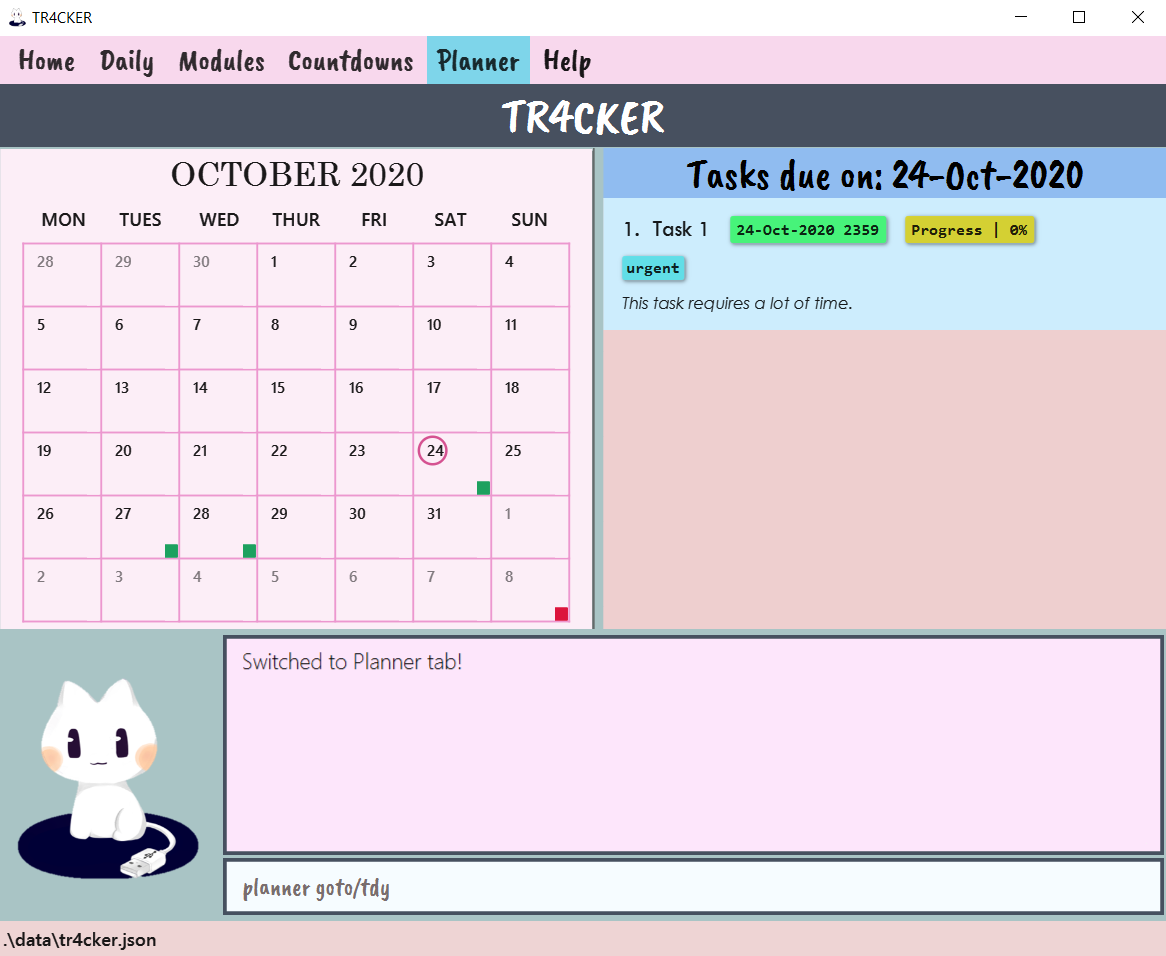 TR4CKER
Home Daily Modules Countdowns Planner Help
TR4CKER
OCTOBER 2020
MON TUES WED THUR FRI SAT SUN
28 29 30 1 2 3 4
5 6 7 8 9 10 11
12 13 14 15 16 17 18
19 20 21 22 23 24 25
26 27 28 29 30 31 1
2 3 4 5 6 7 8
Tasks due on: 24-Oct-2020
1. Task 1 24-Oct-2020 2359 Progress | 0%
urgent
This task requires a lot of time.
Switched to Planner tab!
planner goto/tdy
.\data\tr4cker.json